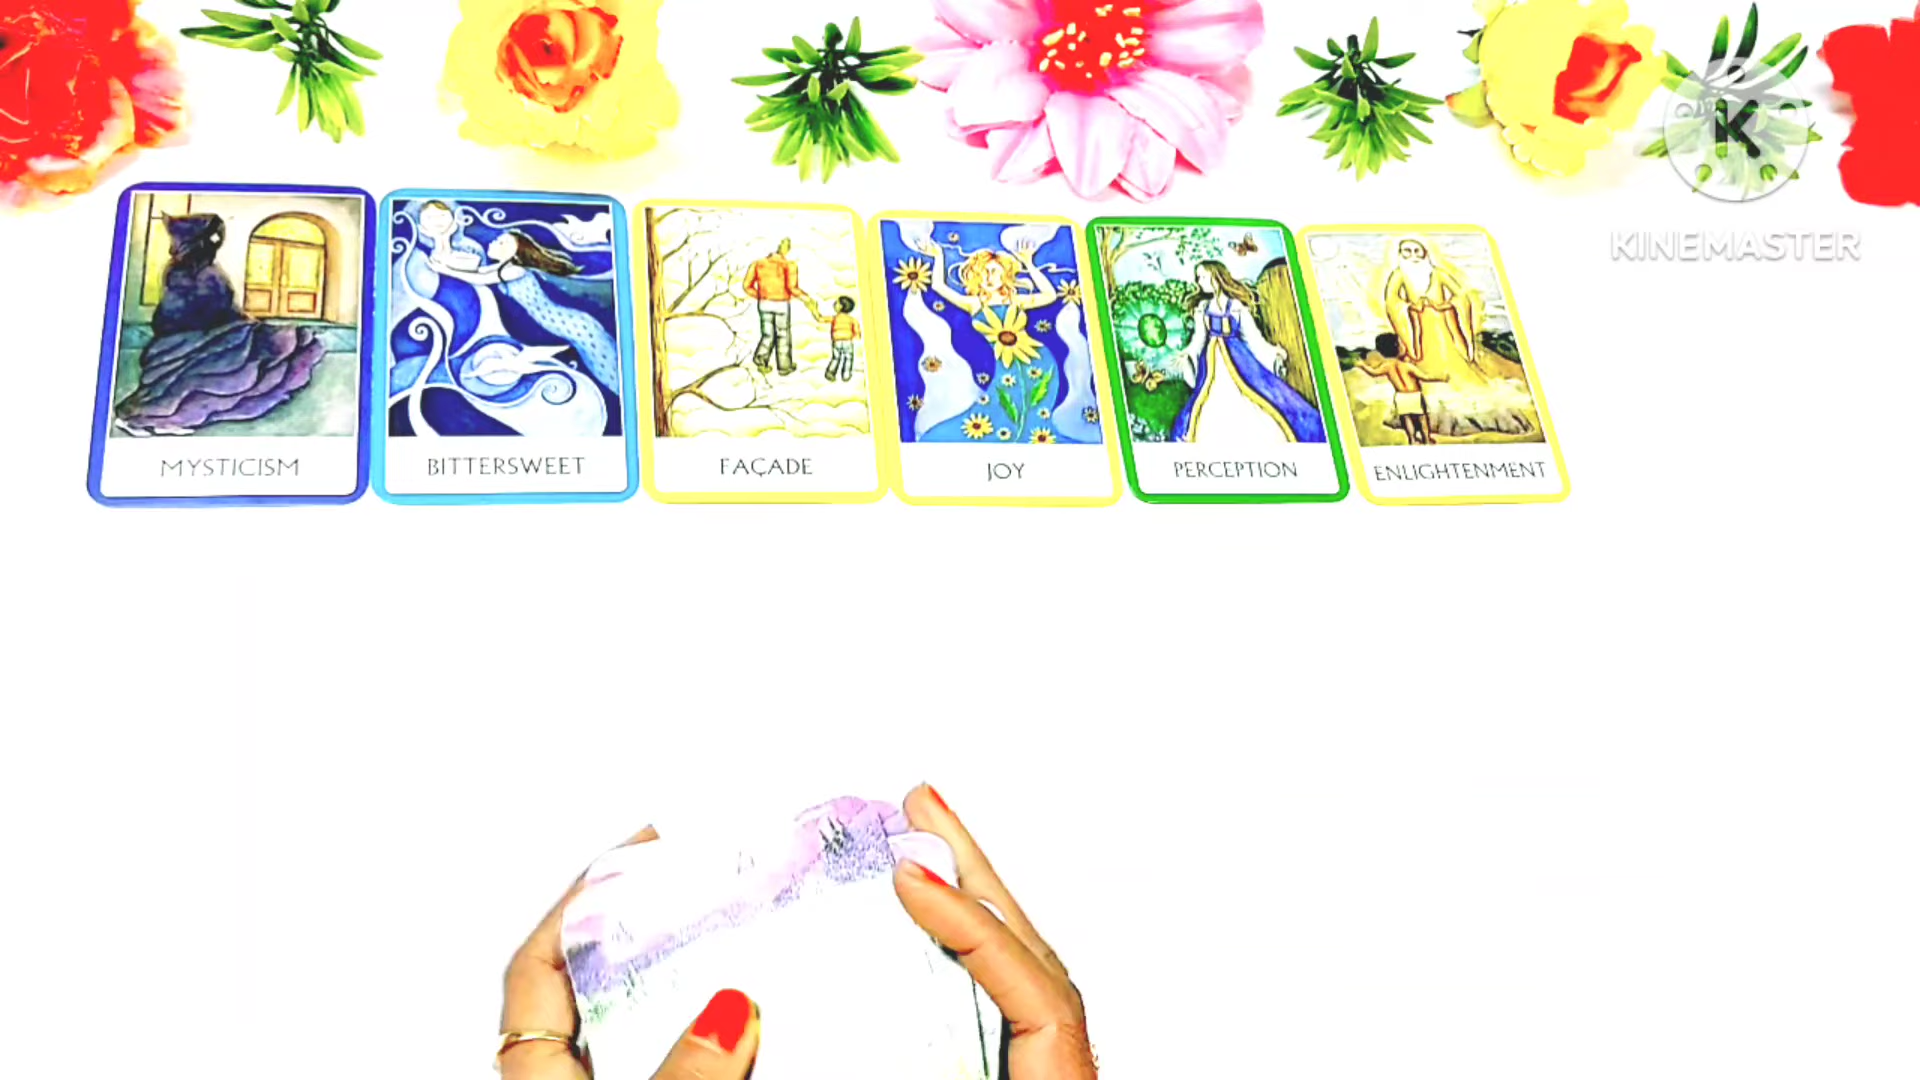 K
KINEMASTER
MYSTICISM
BITTERSWEET
FAÇADE
JOY
PERCEPTION
ENLIGHTENMENT